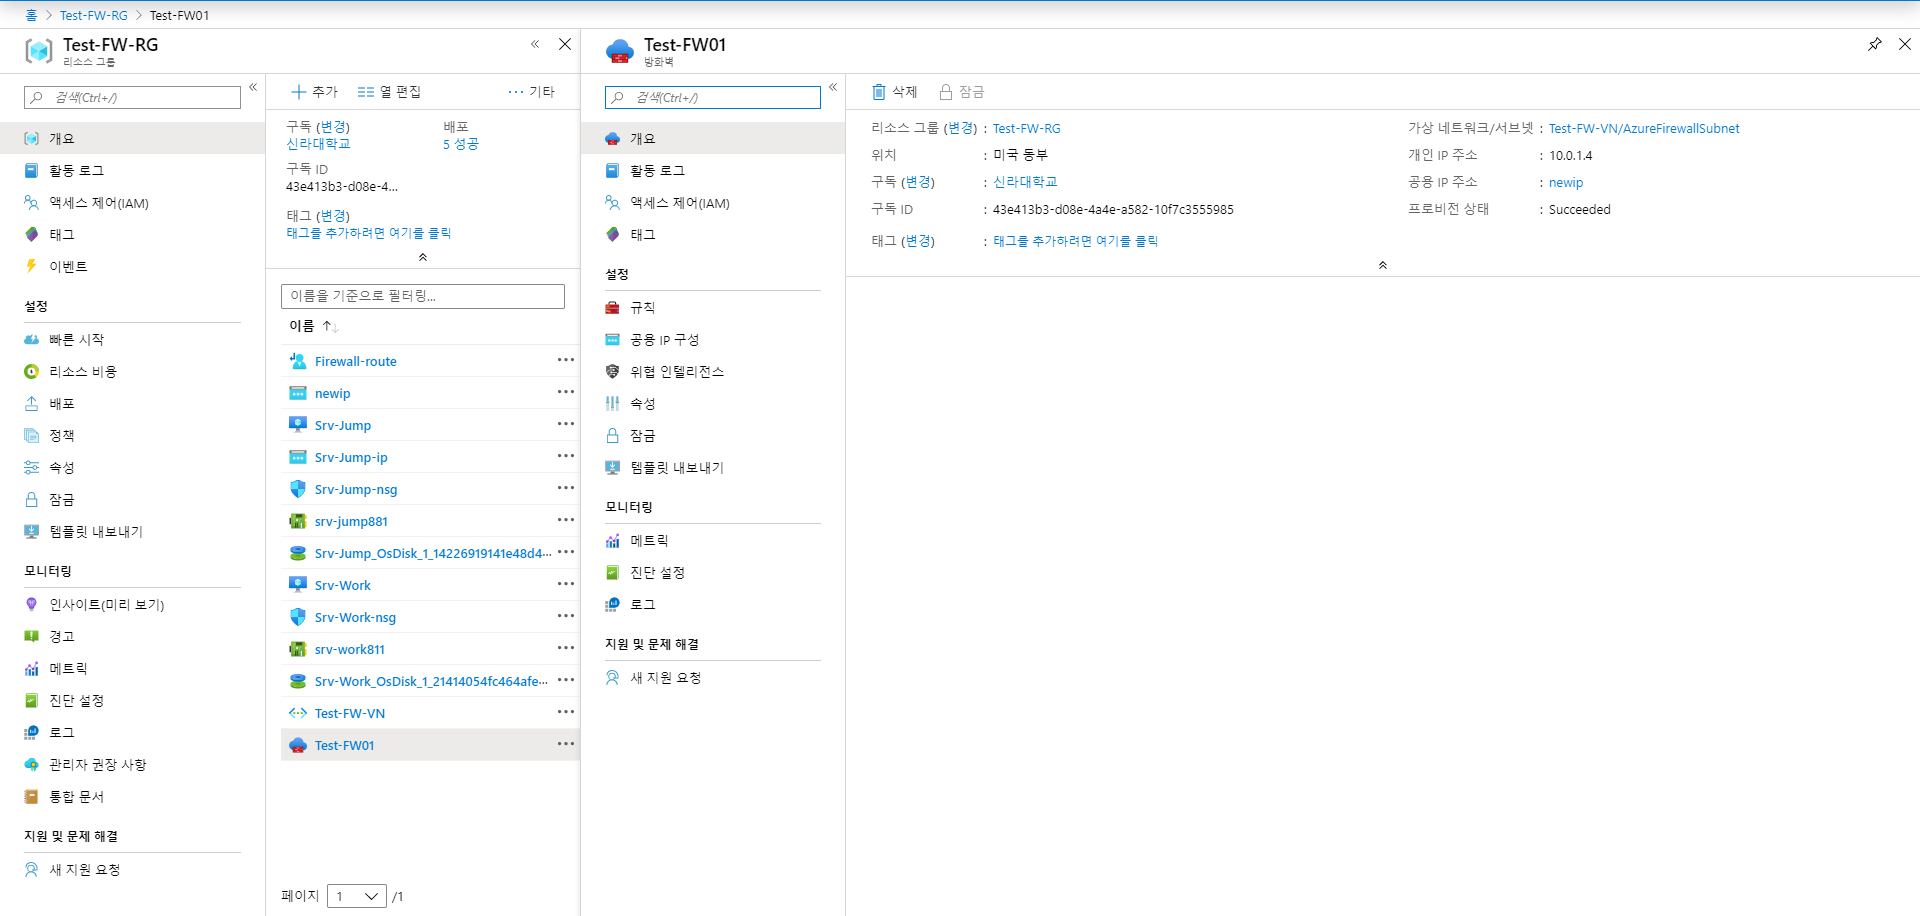 홈 > Test-FW-RG > Test-FW01
Test-FW-RG
리소스 그룹
검색(Ctrl+/)
개요
활동 로그
액세스 제어(IAM)
태그
이벤트
설정
빠른 시작
리소스 비용
배포
정책
속성
잠금
템플릿 내보내기
모니터링
인사이트(미리 보기)
경고
메트릭
진단 설정
로그
관리자 권장 사항
통합 문서
지원 및 문제 해결
새 지원 요청
추가
열 편집
기타
구독 (변경)
신라대학교
배포
5 성공
구독 ID
43e413b3-d08e-4...
태그 (변경)
태그를 추가하려면 여기를 클릭
이름을 기준으로 필터링...
이름
Firewall-route
newip
Srv-Jump
Srv-Jump-ip
Srv-Jump-nsg
srv-jump881
Srv-Jump_OsDisk_1_14226919141e48d4...
Srv-Work
Srv-Work-nsg
srv-work811
Srv-Work_OsDisk_1_21414054fc464afe...
Test-FW-VN
Test-FW01
페이지 1 /1
Test-FW01
방화벽
검색(Ctrl+/)
개요
활동 로그
액세스 제어(IAM)
태그
설정
규칙
공용 IP 구성
위협 인텔리전스
속성
잠금
템플릿 내보내기
모니터링
메트릭
진단 설정
로그
지원 및 문제 해결
새 지원 요청
삭제
잠금
리소스 그룹 (변경) : Test-FW-RG
위치 : 미국 동부
구독 (변경) : 신라대학교
구독 ID : 43e413b3-d08e-4a4e-a582-10f7c3555985
태그 (변경) : 태그를 추가하려면 여기를 클릭
가상 네트워크/서브넷 : Test-FW-VN/AzureFirewallSubnet
개인 IP 주소 : 10.0.1.4
공용 IP 주소 : newip
프로비전 상태 : Succeeded